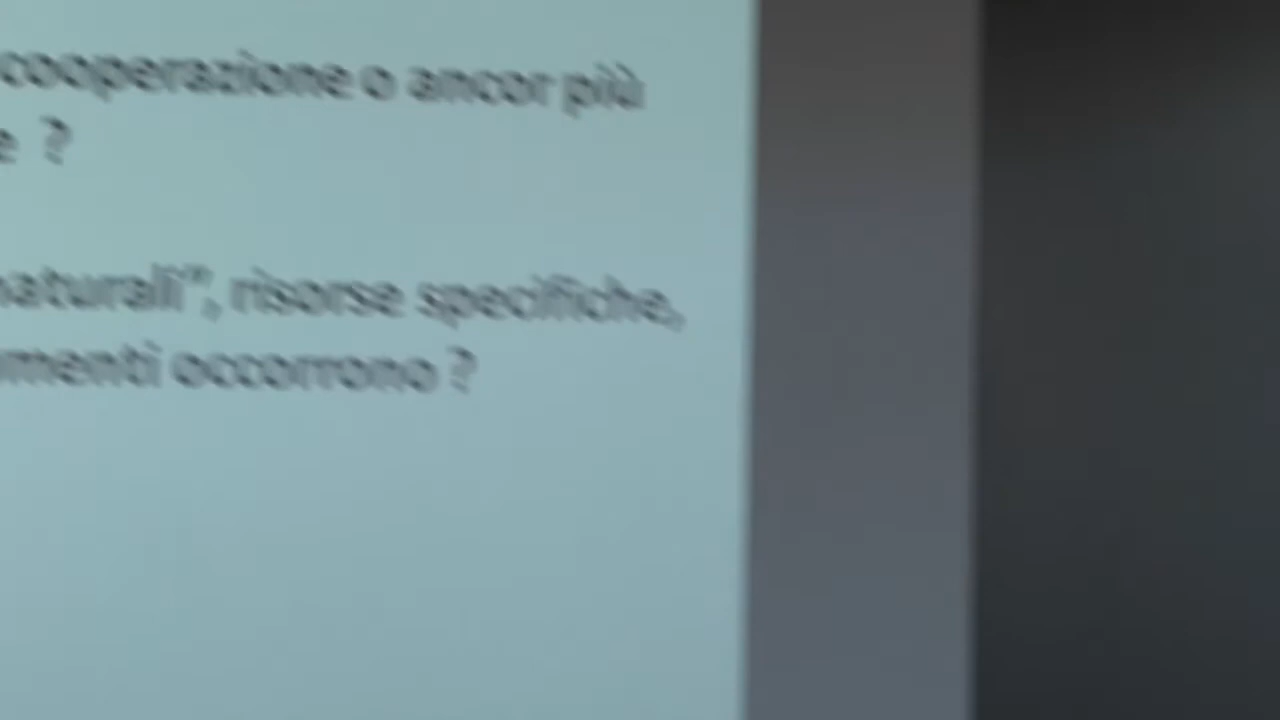 cooperazione o ancor più
e ?
naturali", risorse specifiche,
menti occorrono ?